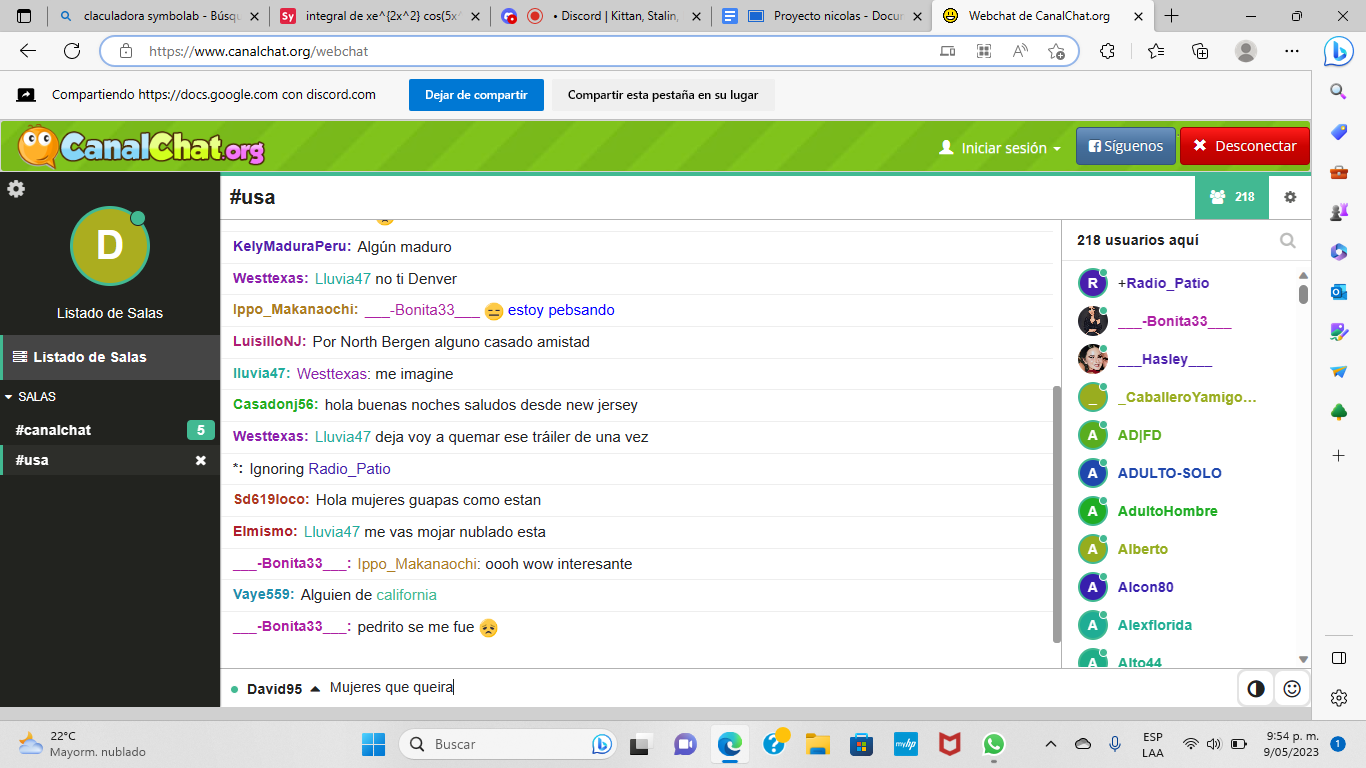 claculadora symbolab - Búsqu
integral de xe^{2x^2} cos(5x^
• Discord | Kittan, Stalin,
Proyecto nicolas - Docum
Webchat de CanalChat.org
https://www.canalchat.org/webchat
Compartiendo https://docs.google.com con discord.com
Dejar de compartir
Compartir esta pestaña en su lugar
CanalChat.org
Iniciar sesión
Síguenos
Desconectar
D
Listado de Salas
Listado de Salas
SALAS
#canalchat 5
#usa
#usa
218
KelyMaduraPeru: Algún maduro
Westtexas: Lluvia47 no ti Denver
Ippo_Makanaochi: ___-Bonita33___ estoy pebsando
LuisilloNJ: Por North Bergen alguno casado amistad
lluvia47: Westtexas: me imagine
Casadonj56: hola buenas noches saludos desde new jersey
Westtexas: Lluvia47 deja voy a quemar ese tráiler de una vez
*: Ignoring Radio_Patio
Sd619loco: Hola mujeres guapas como estan
Elmismo: Lluvia47 me vas mojar nublado esta
___-Bonita33___: Ippo_Makanaochi: oooh wow interesante
Vaye559: Alguien de california
___-Bonita33___: pedrito se me fue
David95 Mujeres que queira
218 usuarios aquí
R +Radio_Patio
___-Bonita33___
___Hasley___
_ _CaballeroYamigo…
A AD|FD
A ADULTO-SOLO
A AdultoHombre
A Alberto
A Alcon80
A Alexflorida
A Alto44
22°C
Mayorm. nublado
Buscar
myhp
ESP
LAA
9:54 p. m.
9/05/2023
1